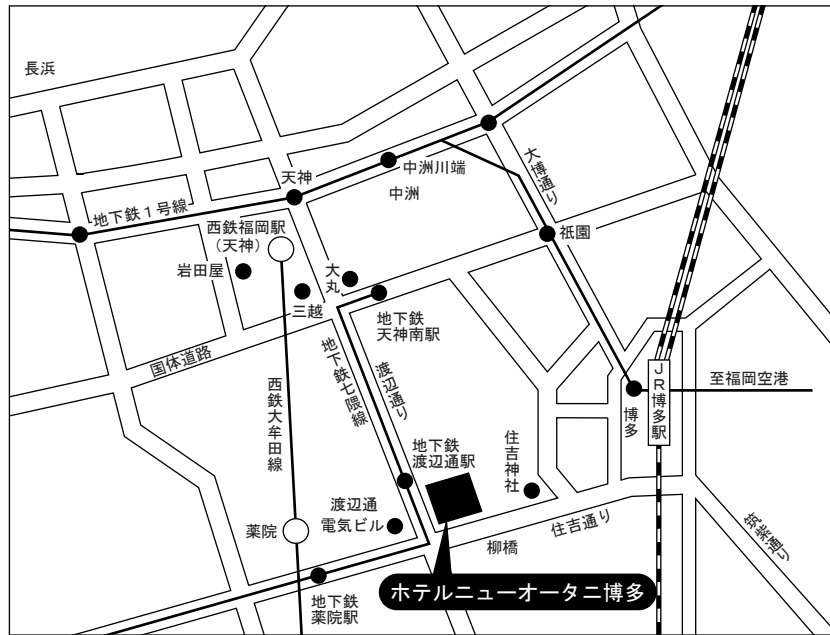 長浜
天神
中洲川端
中洲
大博通り
地下鉄1号線
西鉄福岡駅
(天神)
祇園
岩田屋
大丸
三越
地下鉄
天神南駅
国体道路
地下鉄七隈線
渡辺通り
西鉄大牟田線
JR博多駅
至福岡空港
博多
地下鉄
渡辺通駅
住吉神社
渡辺通
電気ビル
薬院
住吉通り
筑紫通り
柳橋
ホテルニューオータニ博多
地下鉄
薬院駅